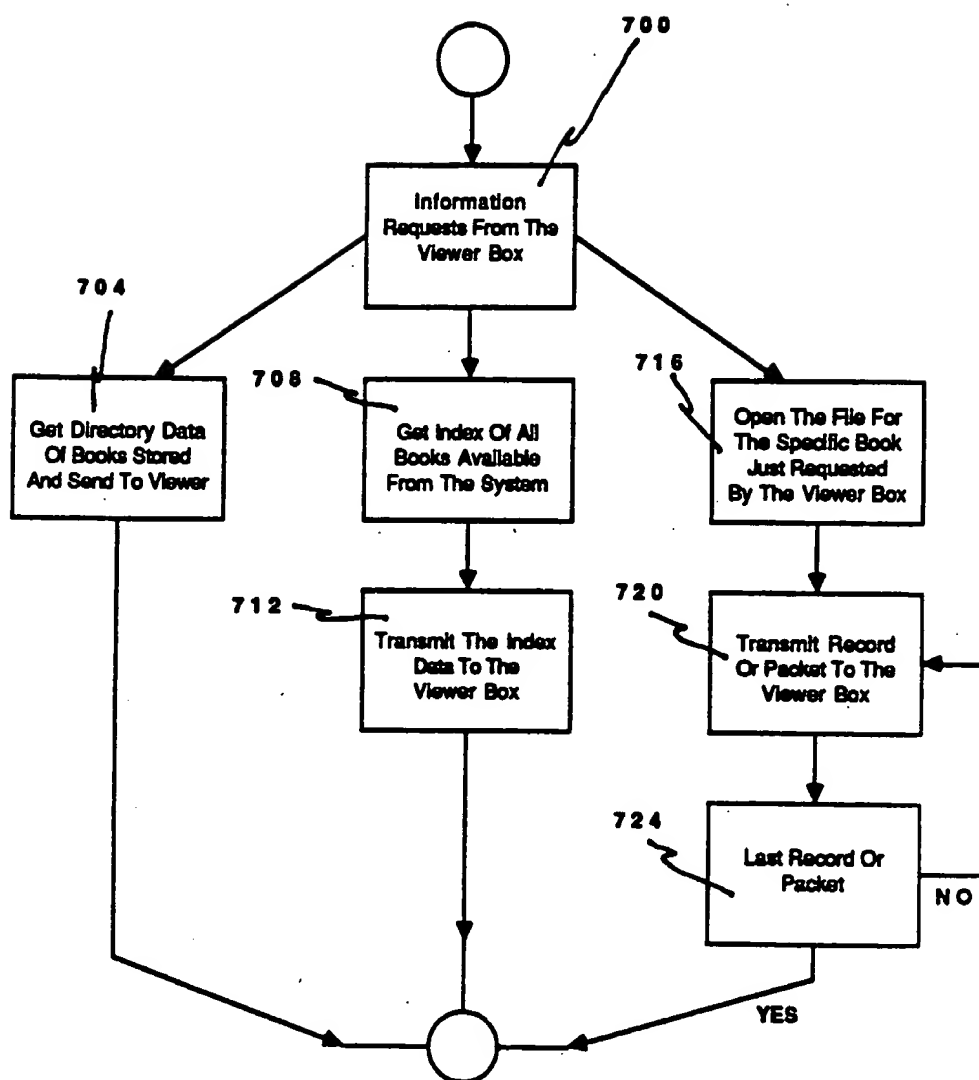 700
Information
Requests From The
Viewer Box
704
Get Directory Data
Of Books Stored
And Send To Viewer
708
Get Index Of All
Books Available
From The System
716
Open The File For
The Specific Book
Just Requested
By The Viewer Box
712
Transmit The Index
Data To The
Viewer Box
720
Transmit Record
Or Packet To The
Viewer Box
724
Last Record Or
Packet
NO
YES